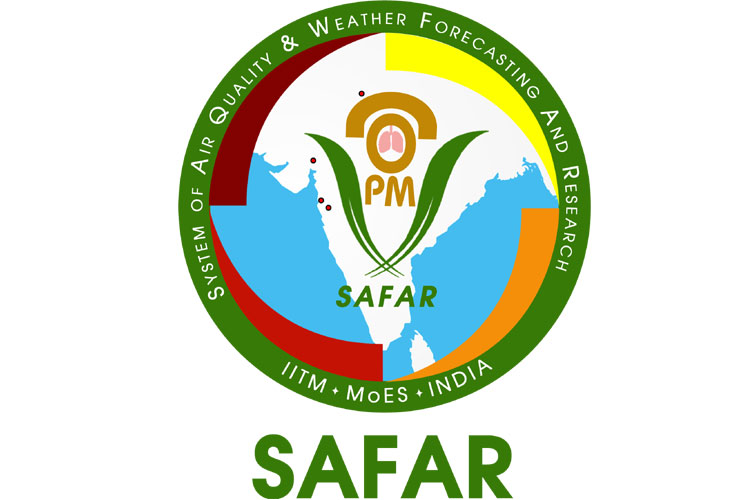 SYSTEM OF AIR QUALITY & WEATHER FORECASTING AND RESEARCH
PM
SAFAR
IITM ✦ MoES ✦ INDIA
SAFAR